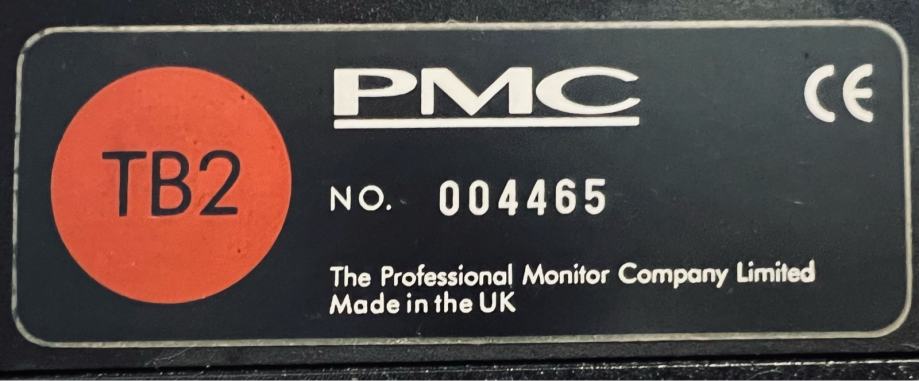 TB2
PMC
CE
NO. 004465
The Professional Monitor Company Limited
Made in the UK